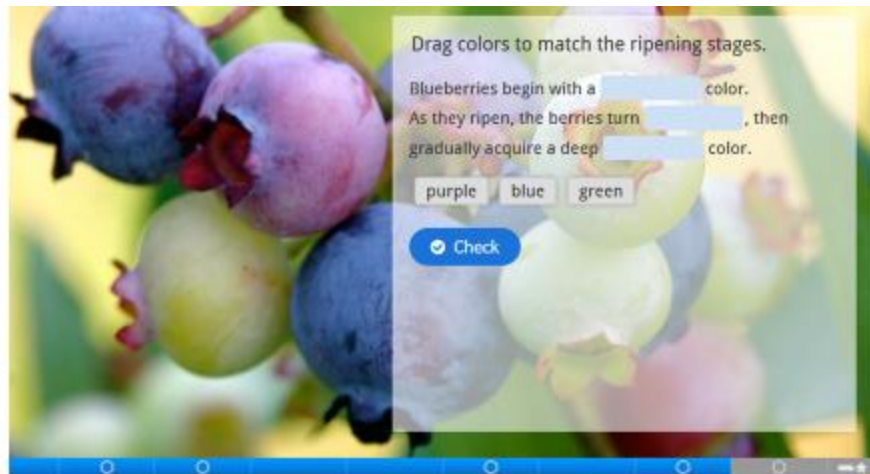 Drag colors to match the ripening stages.
Blueberries begin with a color.
As they ripen, the berries turn , then
gradually acquire a deep color.
purple blue green
Check